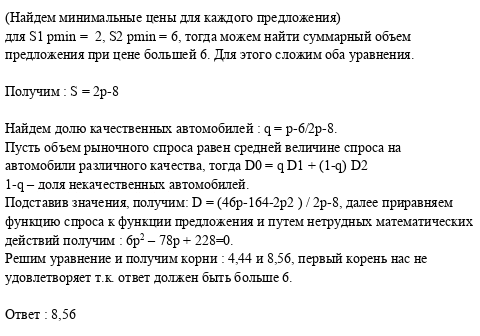 (Найдем минимальные цены для каждого предложения)
для S1 pmin =  2, S2 pmin = 6, тогда можем найти суммарный объем
предложения при цене большей 6. Для этого сложим оба уравнения.
Получим : S = 2p-8
Найдем долю качественных автомобилей : q = p-6/2p-8.
Пусть объем рыночного спроса равен средней величине спроса на
автомобили различного качества, тогда D0 = q D1 + (1-q) D2
1-q – доля некачественных автомобилей.
Подставив значения, получим: D = (46p-164-2p2 ) / 2p-8, далее приравняем
функцию спроса к функции предложения и путем нетрудных математических
действий получим : 6p² – 78p + 228=0.
Решим уравнение и получим корни : 4,44 и 8,56, первый корень нас не
удовлетворяет т.к. ответ должен быть больше 6.
Ответ : 8,56